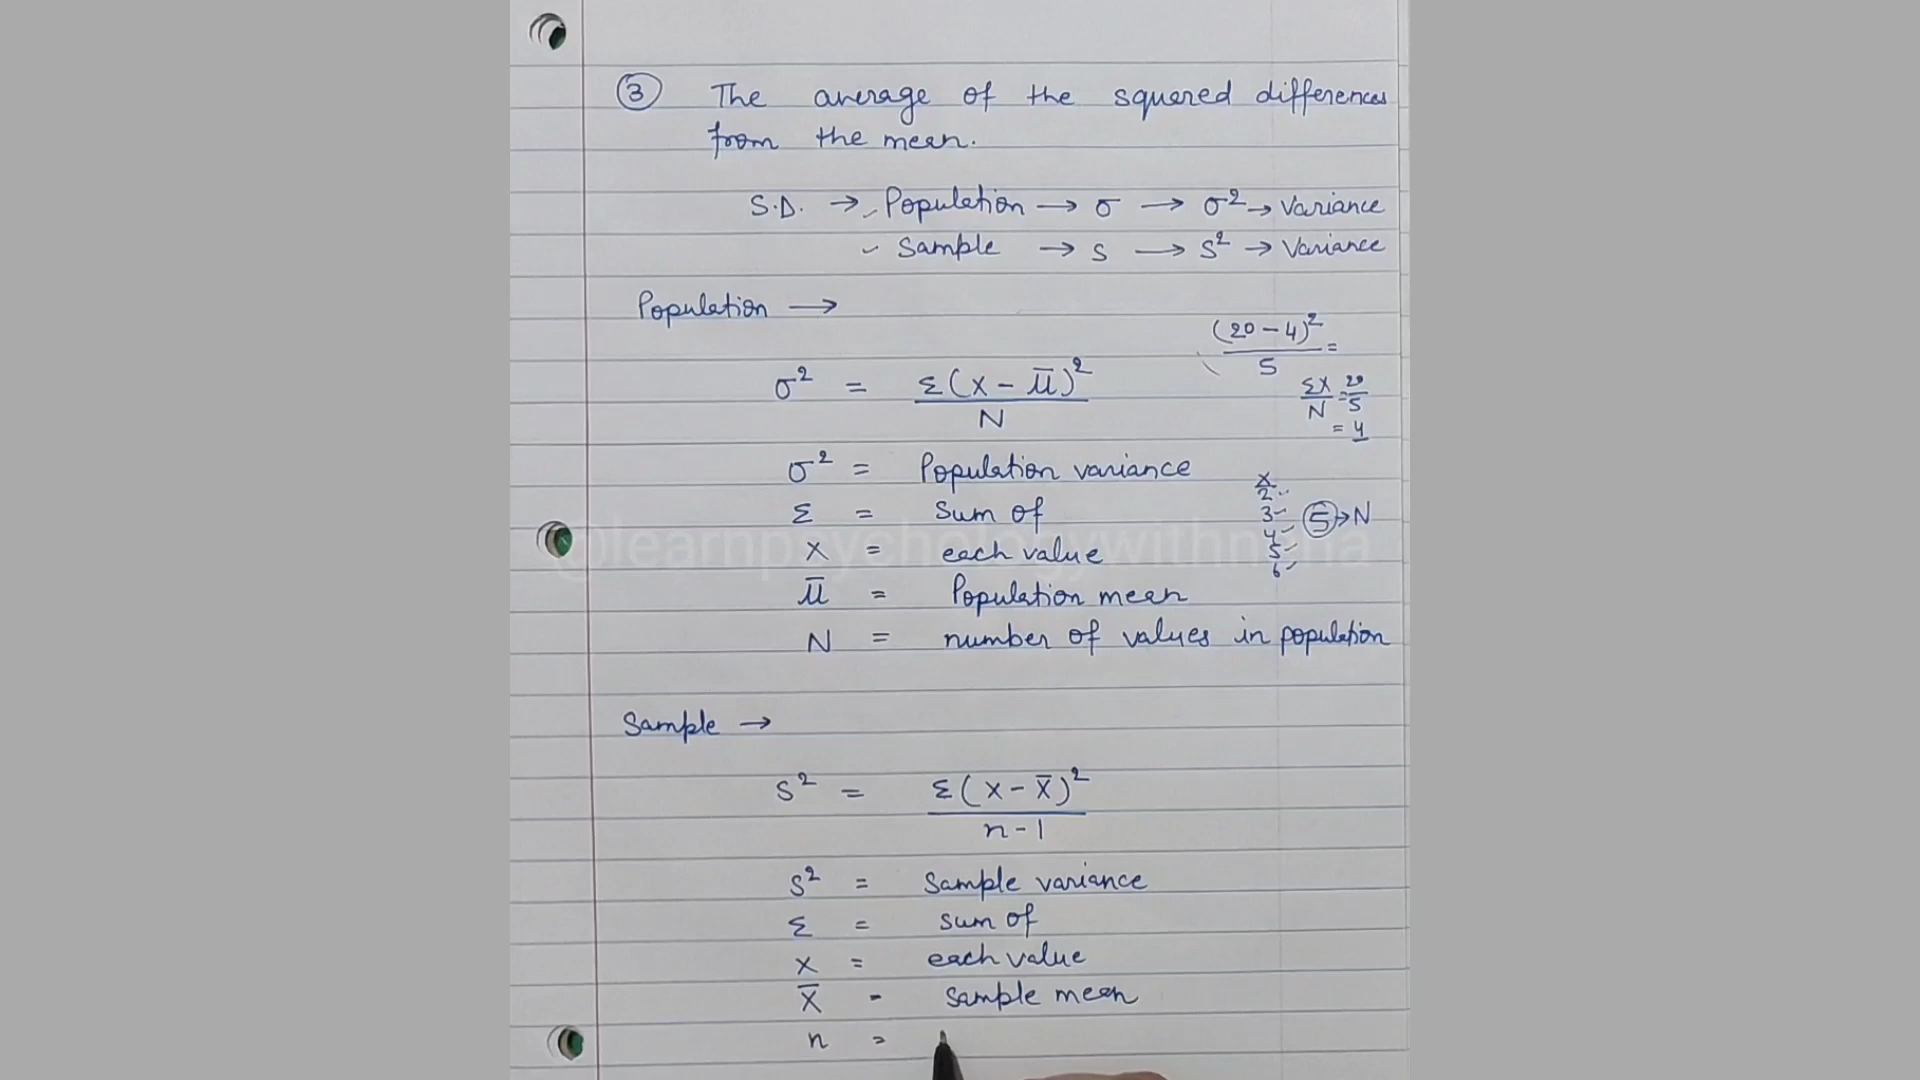 ③ The average of the squared differences
from the mean.
S.D. → Population → σ → σ² → Variance
Sample → S → S² → Variance
Population →
(20 - 4)² / 5 =
σ² = Σ(x - μ̄)² / N
ΣX / N = 20 / 5
= 4
σ² = Population variance
Σ = Sum of
x = each value
μ̄ = Population mean
N = number of values in population
X
2
3
4
5
6
⑤ → N
@learnpsychologywithn
Sample →
S² = Σ(x - x̄)² / n - 1
S² = Sample variance
Σ = sum of
x = each value
X̄ - Sample mean
n =